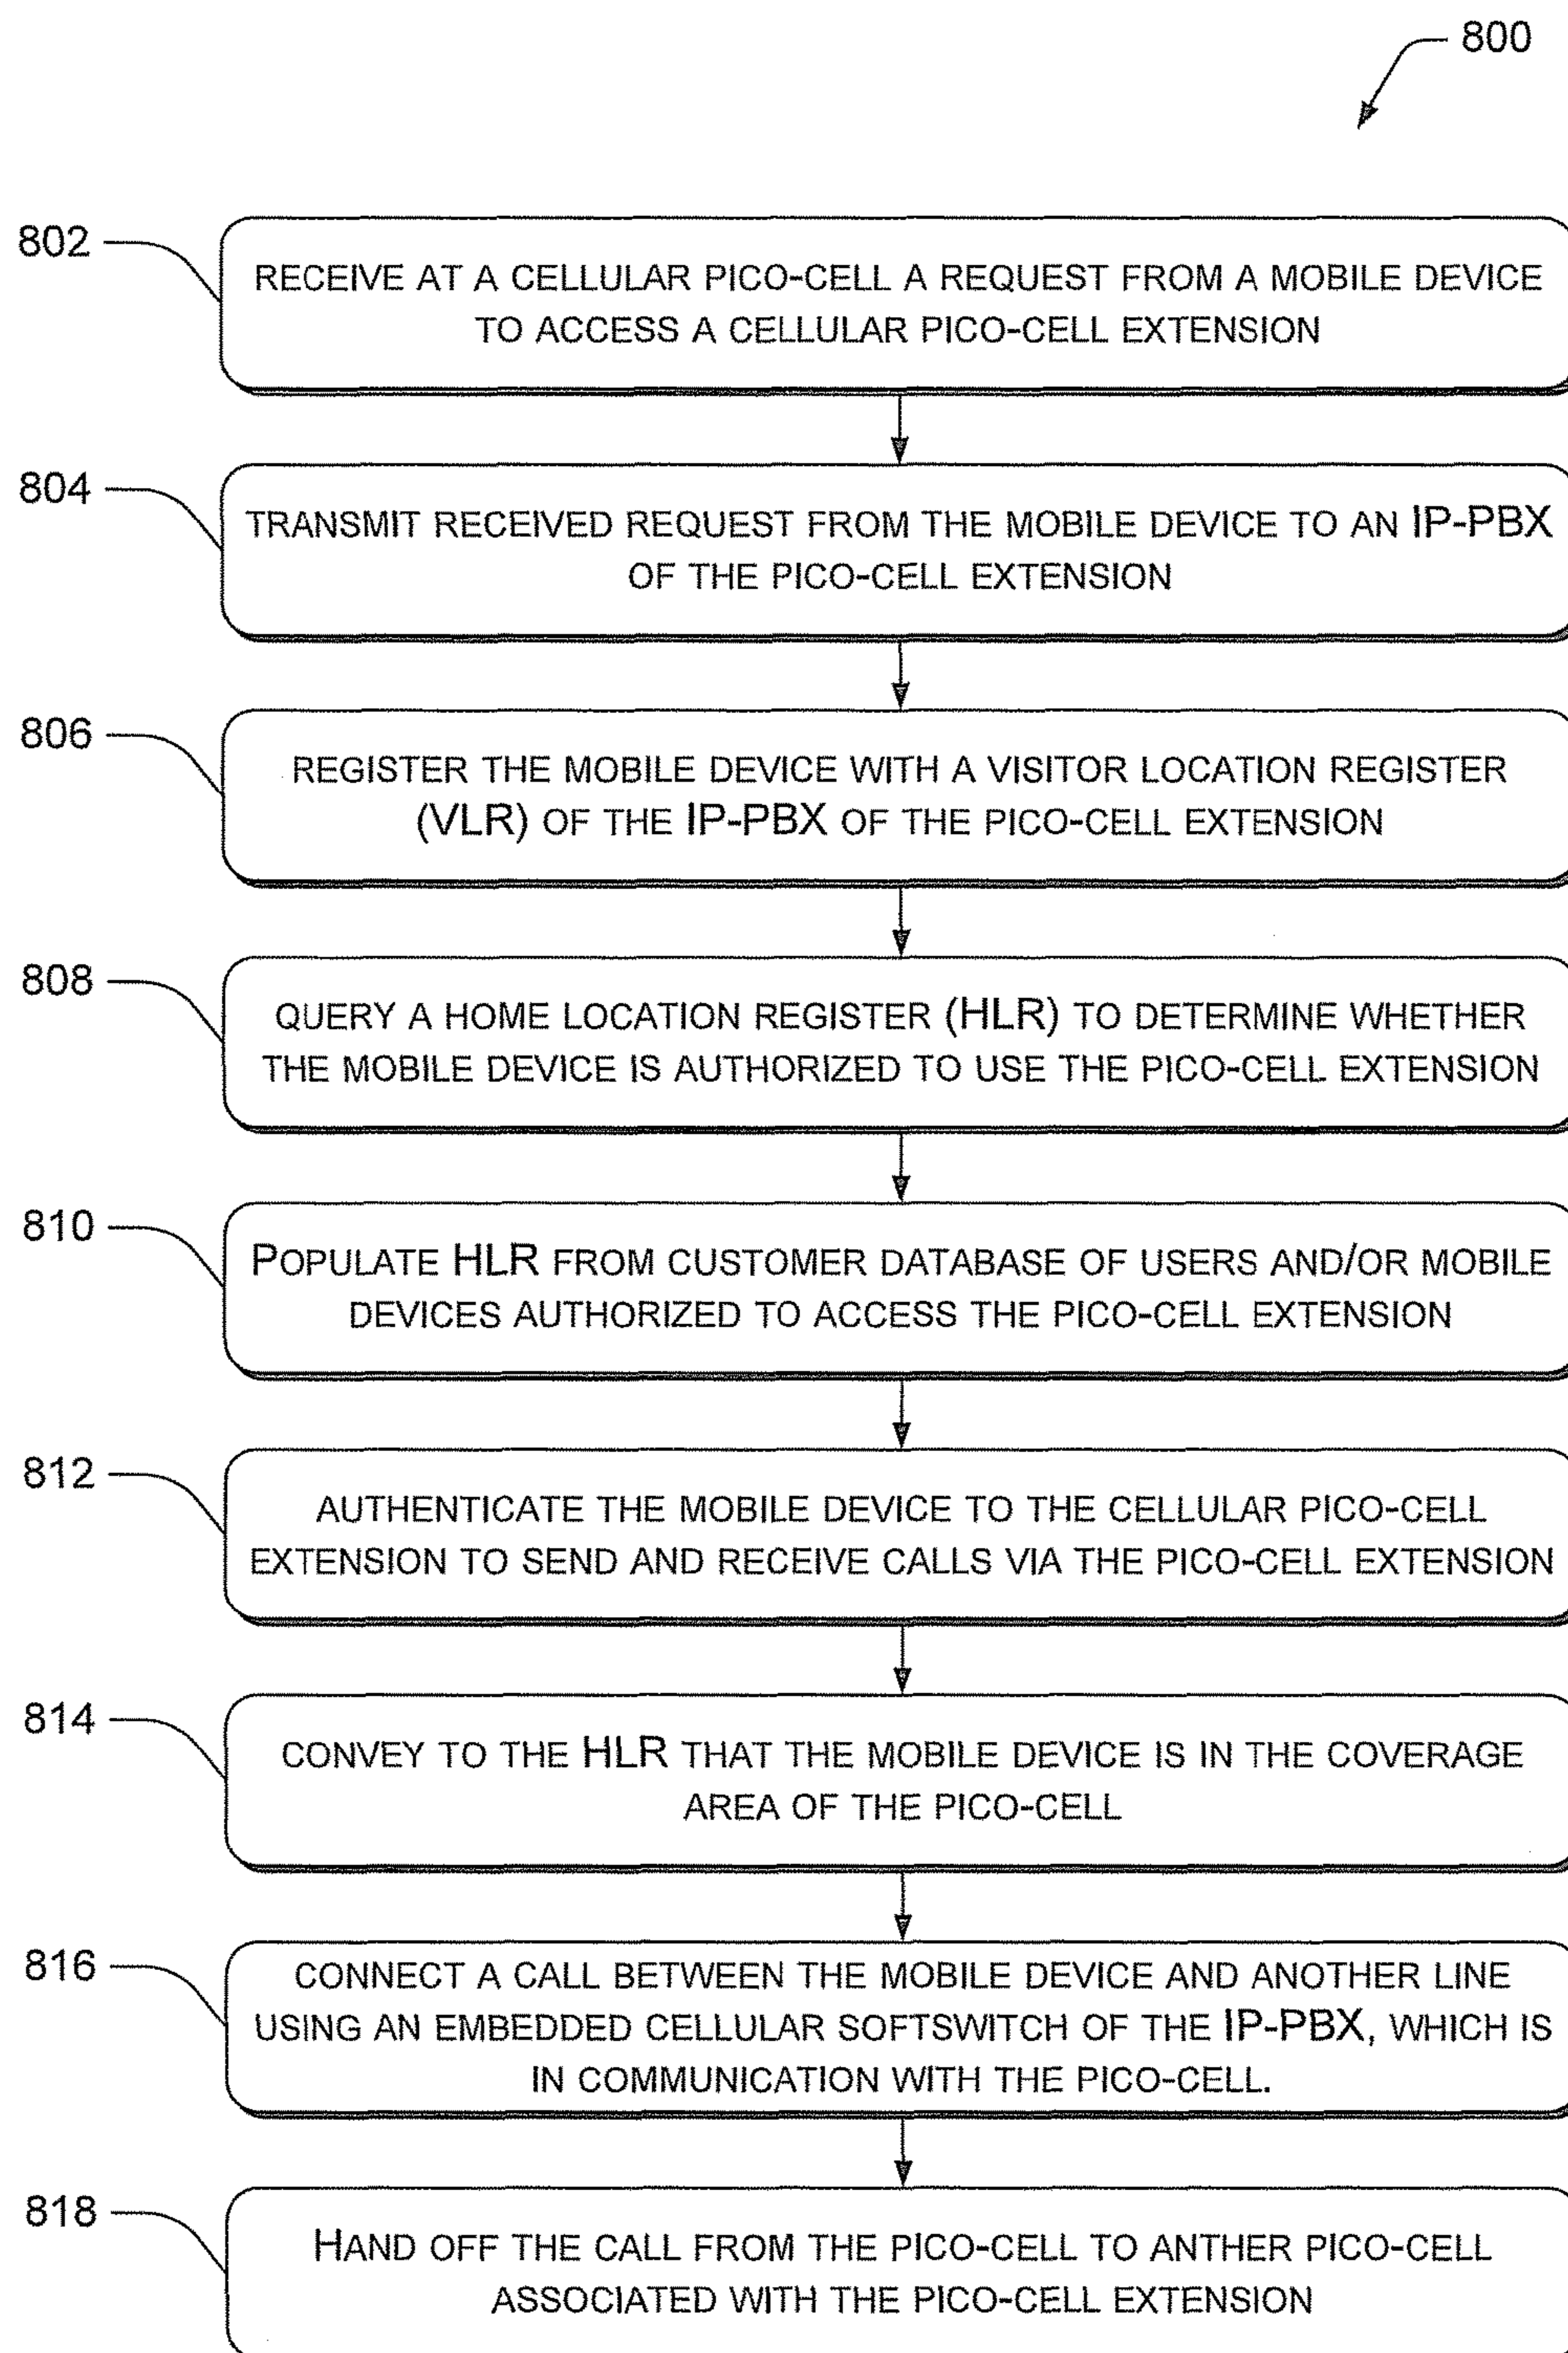 800
802
RECEIVE AT A CELLULAR PICO-CELL A REQUEST FROM A MOBILE DEVICE
TO ACCESS A CELLULAR PICO-CELL EXTENSION
804
TRANSMIT RECEIVED REQUEST FROM THE MOBILE DEVICE TO AN IP-PBX
OF THE PICO-CELL EXTENSION
806
REGISTER THE MOBILE DEVICE WITH A VISITOR LOCATION REGISTER
(VLR) OF THE IP-PBX OF THE PICO-CELL EXTENSION
808
QUERY A HOME LOCATION REGISTER (HLR) TO DETERMINE WHETHER
THE MOBILE DEVICE IS AUTHORIZED TO USE THE PICO-CELL EXTENSION
810
POPULATE HLR FROM CUSTOMER DATABASE OF USERS AND/OR MOBILE
DEVICES AUTHORIZED TO ACCESS THE PICO-CELL EXTENSION
812
AUTHENTICATE THE MOBILE DEVICE TO THE CELLULAR PICO-CELL
EXTENSION TO SEND AND RECEIVE CALLS VIA THE PICO-CELL EXTENSION
814
CONVEY TO THE HLR THAT THE MOBILE DEVICE IS IN THE COVERAGE
AREA OF THE PICO-CELL
816
CONNECT A CALL BETWEEN THE MOBILE DEVICE AND ANOTHER LINE
USING AN EMBEDDED CELLULAR SOFTSWITCH OF THE IP-PBX, WHICH IS
IN COMMUNICATION WITH THE PICO-CELL.
818
HAND OFF THE CALL FROM THE PICO-CELL TO ANTHER PICO-CELL
ASSOCIATED WITH THE PICO-CELL EXTENSION